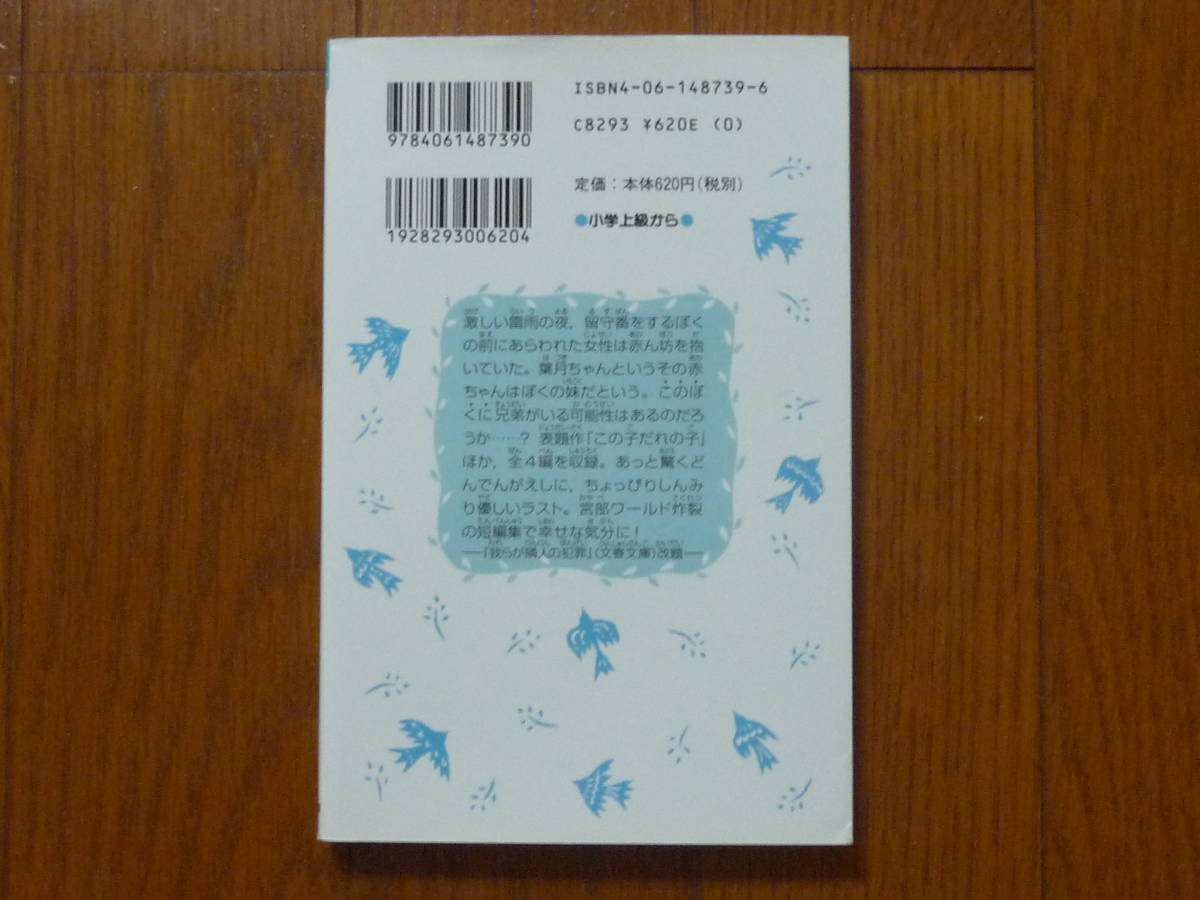 ISBN4-06-148739-6
9784061487390
C8293 ¥620E (0)
1928293006204
定価：本体620円（税別）
●小学上級から●
激しい雷雨の夜、留守番をするぼく
の前にあらわれた女性は赤ん坊を抱
いていた。葉月ちゃんというその赤
ちゃんはぼくの妹だという。このぼ
くに兄弟がいる可能性はあるのだろ
うか……？ 表題作「この子だれの子」
ほか、全４編を収録。あっと驚くど
んでんがえしに、ちょっぴりしんみ
り優しいラスト。宮部ワールド炸裂
の短編集で幸せな気分に！
──『我らが隣人の犯罪』（文春文庫）改題──